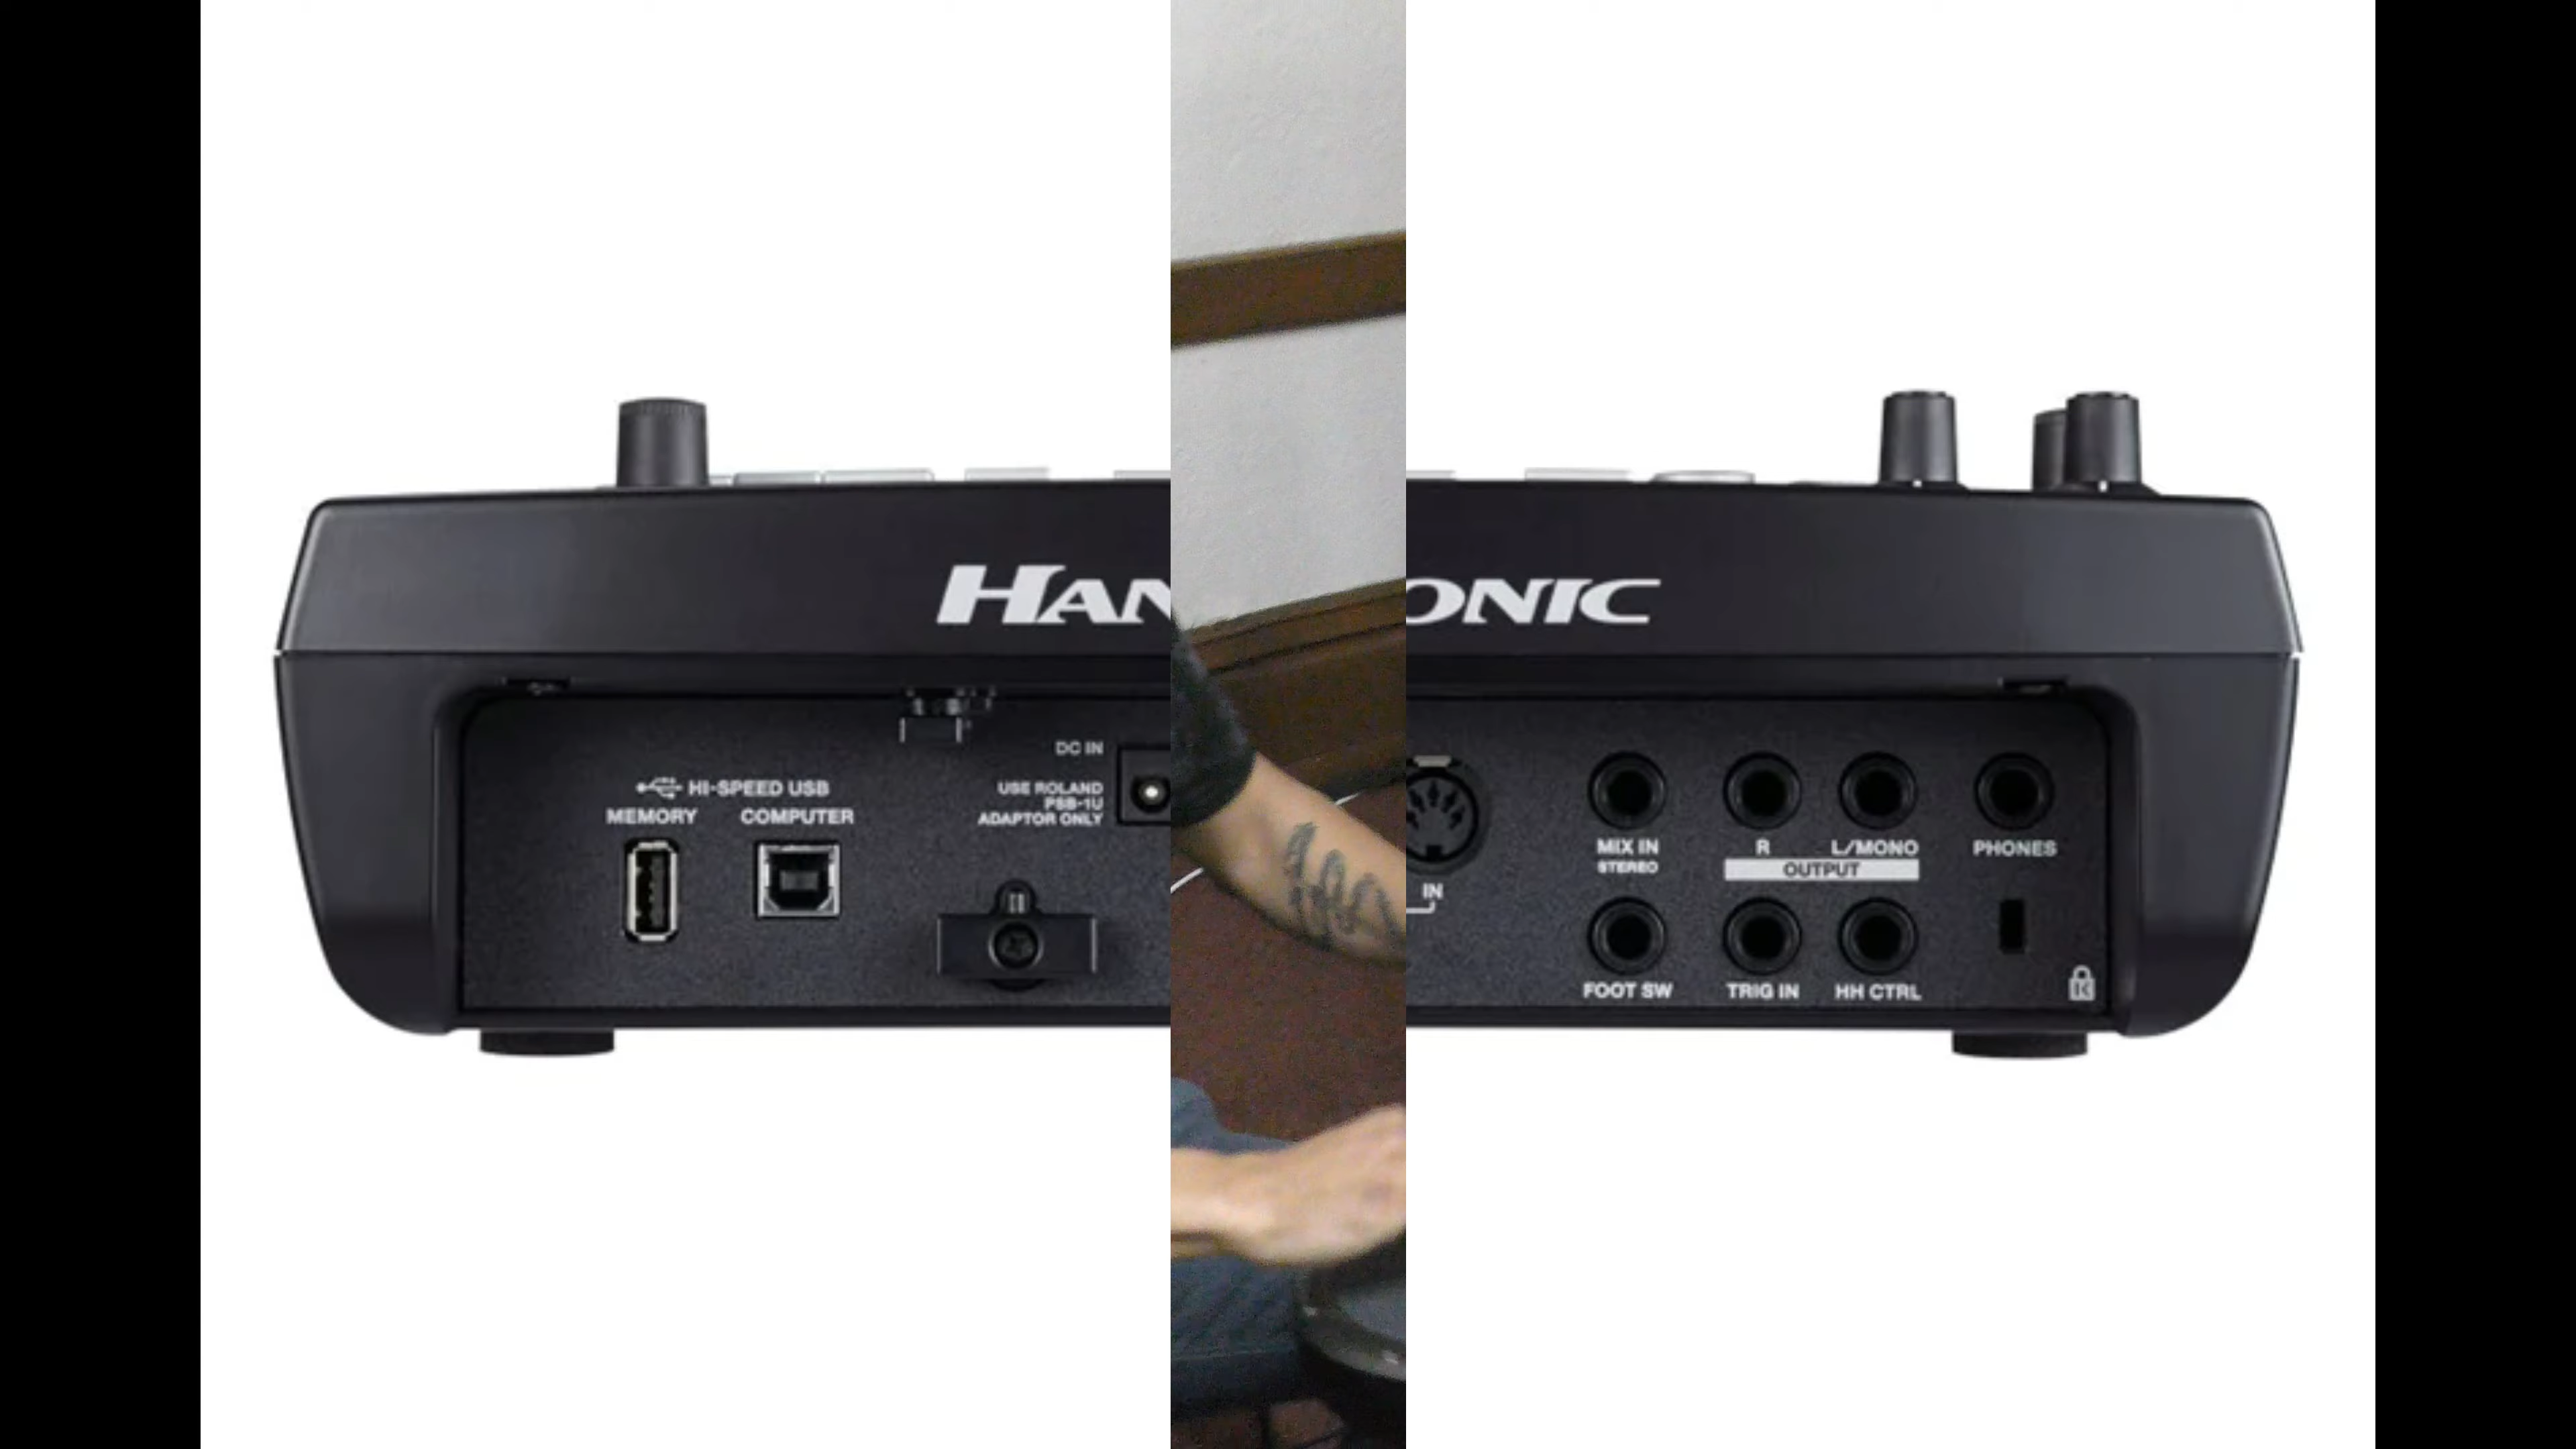 HAN
ONIC
DC IN
HI-SPEED USB
MEMORY COMPUTER
USE ROLAND
PSB-1U
ADAPTOR ONLY
IN
MIX IN
STEREO
R L/MONO
OUTPUT
PHONES
FOOT SW TRIG IN HH CTRL